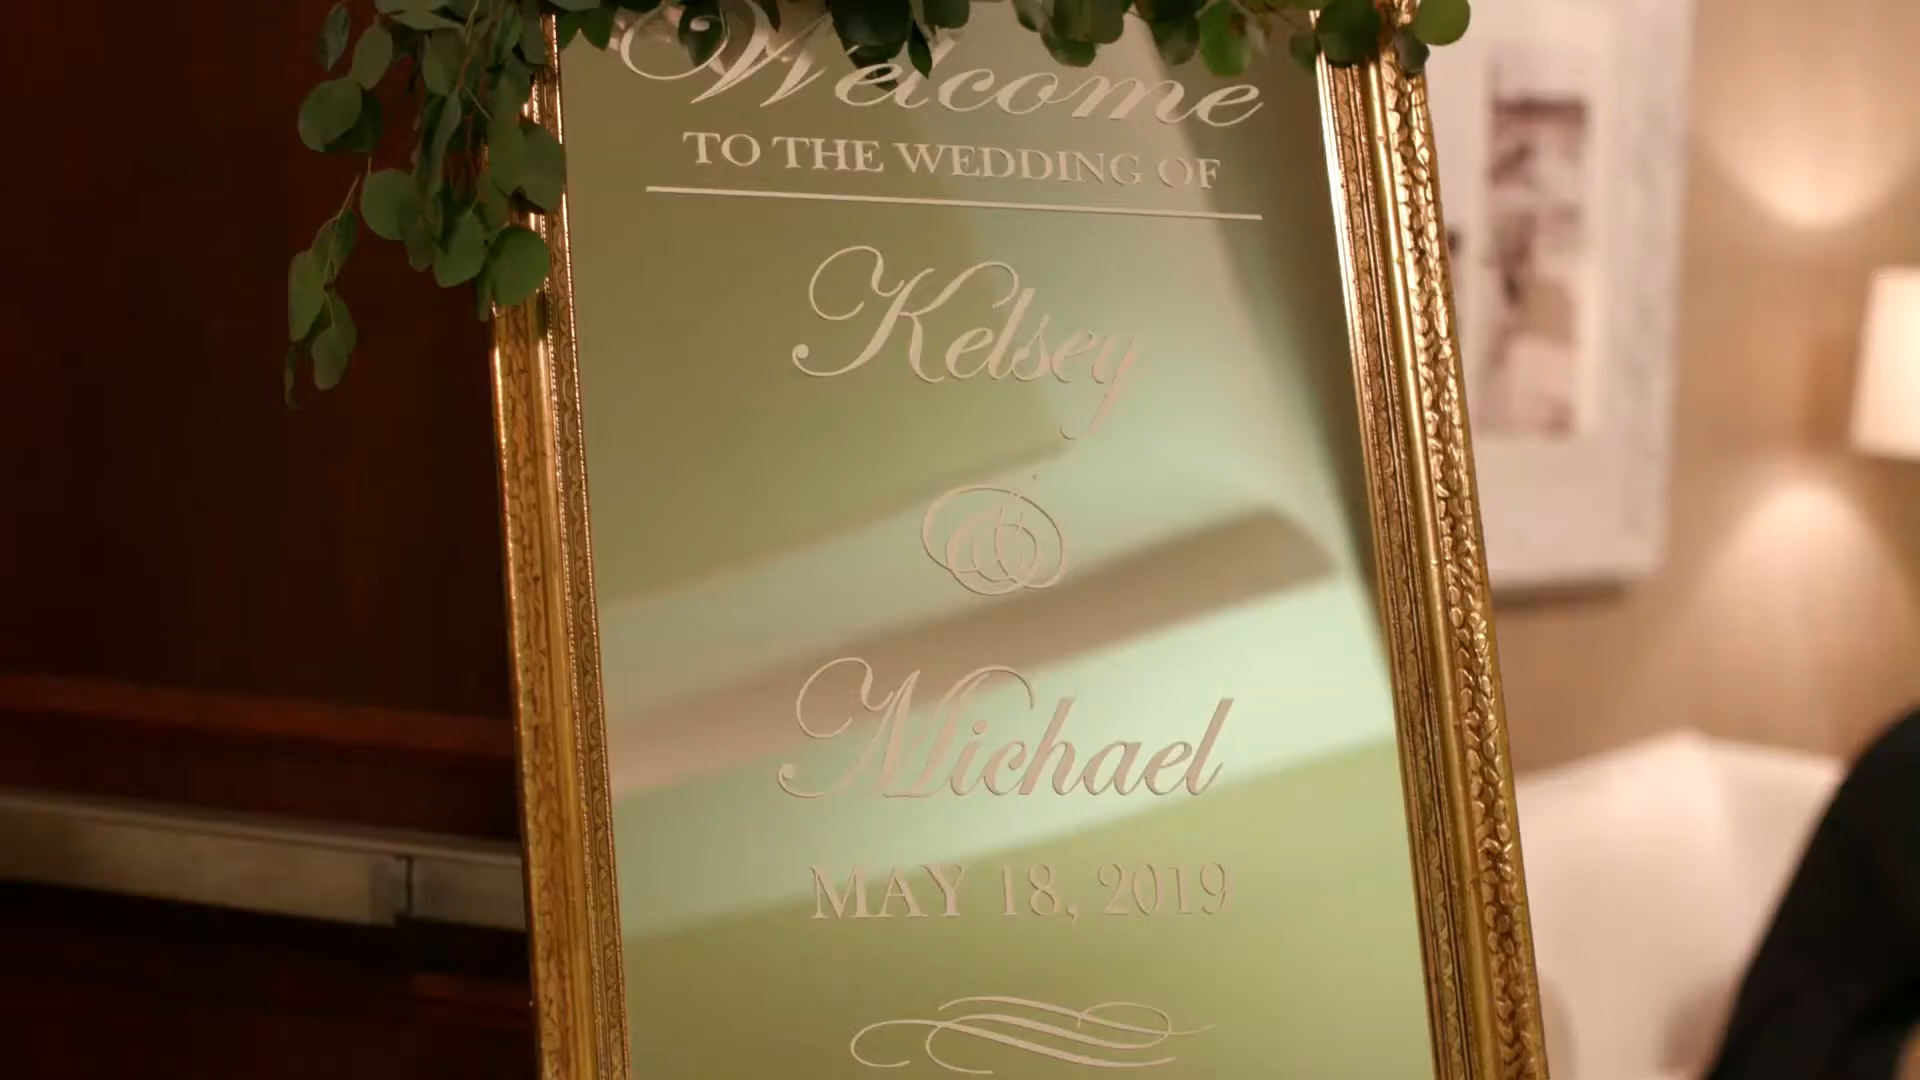 Welcome
TO THE WEDDING OF
Kelsey
&
Michael
MAY 18, 2019